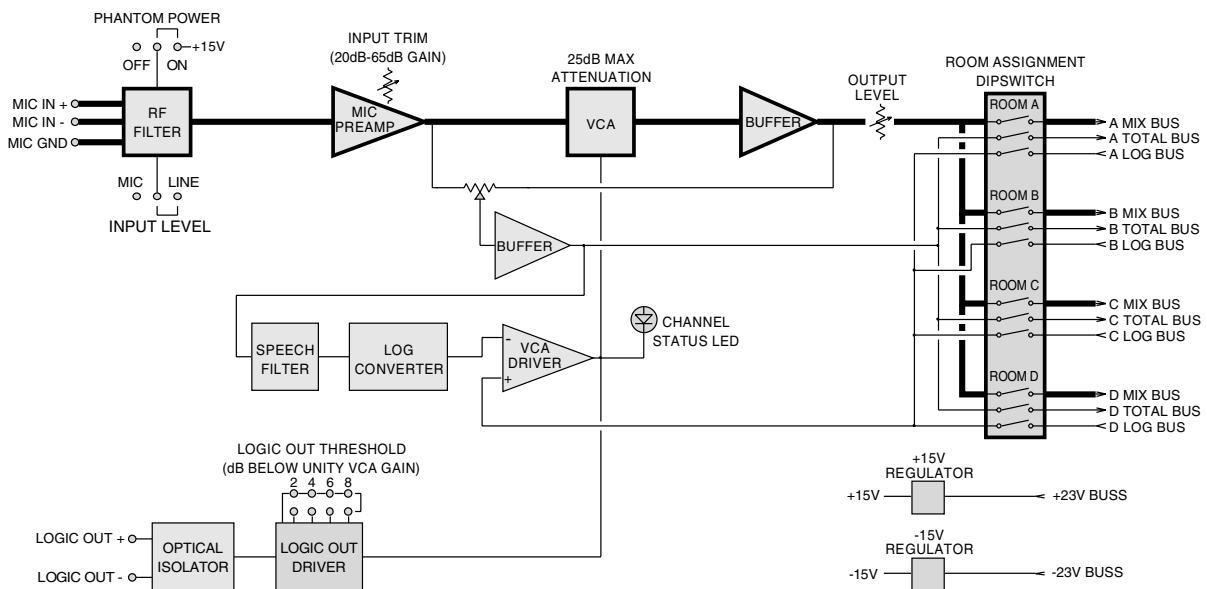 PHANTOM POWER
+15V
OFF ON
MIC IN +
MIC IN -
MIC GND
RF
FILTER
MIC LINE
INPUT LEVEL
INPUT TRIM
(20dB-65dB GAIN)
MIC
PREAMP
25dB MAX
ATTENUATION
VCA
BUFFER
OUTPUT
LEVEL
ROOM ASSIGNMENT
DIPSWITCH
ROOM A
A MIX BUS
A TOTAL BUS
A LOG BUS
ROOM B
B MIX BUS
B TOTAL BUS
B LOG BUS
ROOM C
C MIX BUS
C TOTAL BUS
C LOG BUS
ROOM D
D MIX BUS
D TOTAL BUS
D LOG BUS
BUFFER
SPEECH
FILTER
LOG
CONVERTER
-
VCA
DRIVER
+
CHANNEL
STATUS LED
LOGIC OUT THRESHOLD
(dB BELOW UNITY VCA GAIN)
2 4 6 8
LOGIC OUT +
LOGIC OUT -
OPTICAL
ISOLATOR
LOGIC OUT
DRIVER
+15V
REGULATOR
+15V
+23V BUSS
-15V
REGULATOR
-15V
-23V BUSS